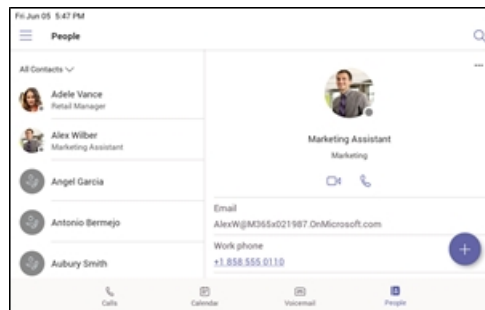 Fri Jun 05 5:47 PM
People
All Contacts
Adele Vance
Retail Manager
Alex Wilber
Marketing Assistant
Angel Garcia
Antonio Bermejo
Aubury Smith
Marketing Assistant
Marketing
Email
AlexW@M365x021987.OnMicrosoft.com
Work phone
+1 858 555 0110
Calls
Calendar
Voicemail
People